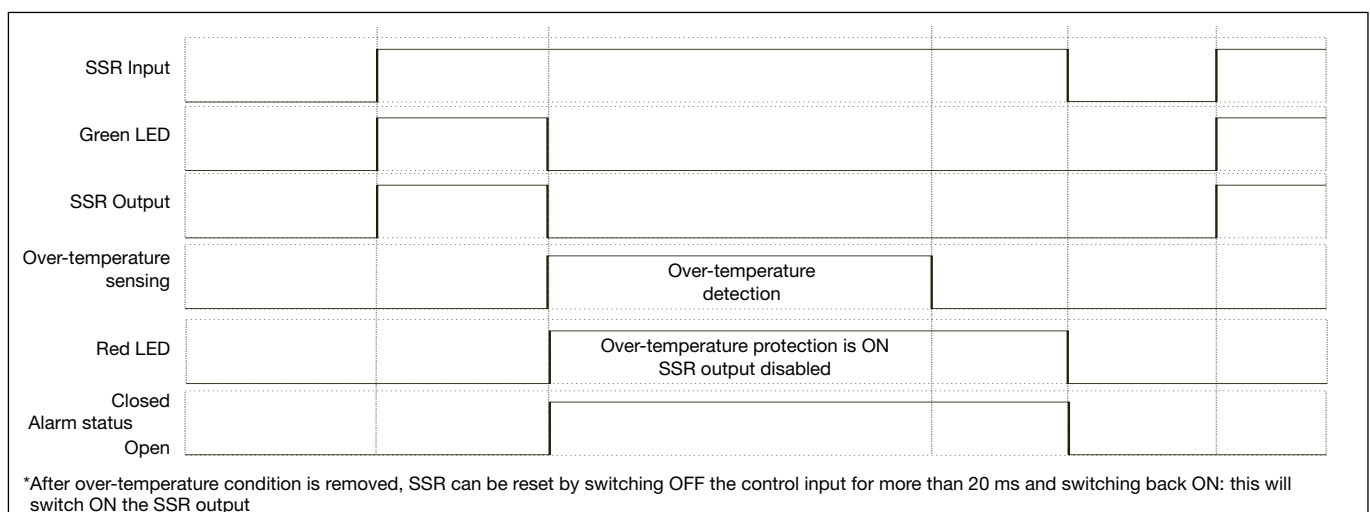 SSR Input
Green LED
SSR Output
Over-temperature
sensing
Over-temperature
detection
Red LED
Over-temperature protection is ON
SSR output disabled
Closed
Alarm status
Open
*After over-temperature condition is removed, SSR can be reset by switching OFF the control input for more than 20 ms and switching back ON: this will
switch ON the SSR output